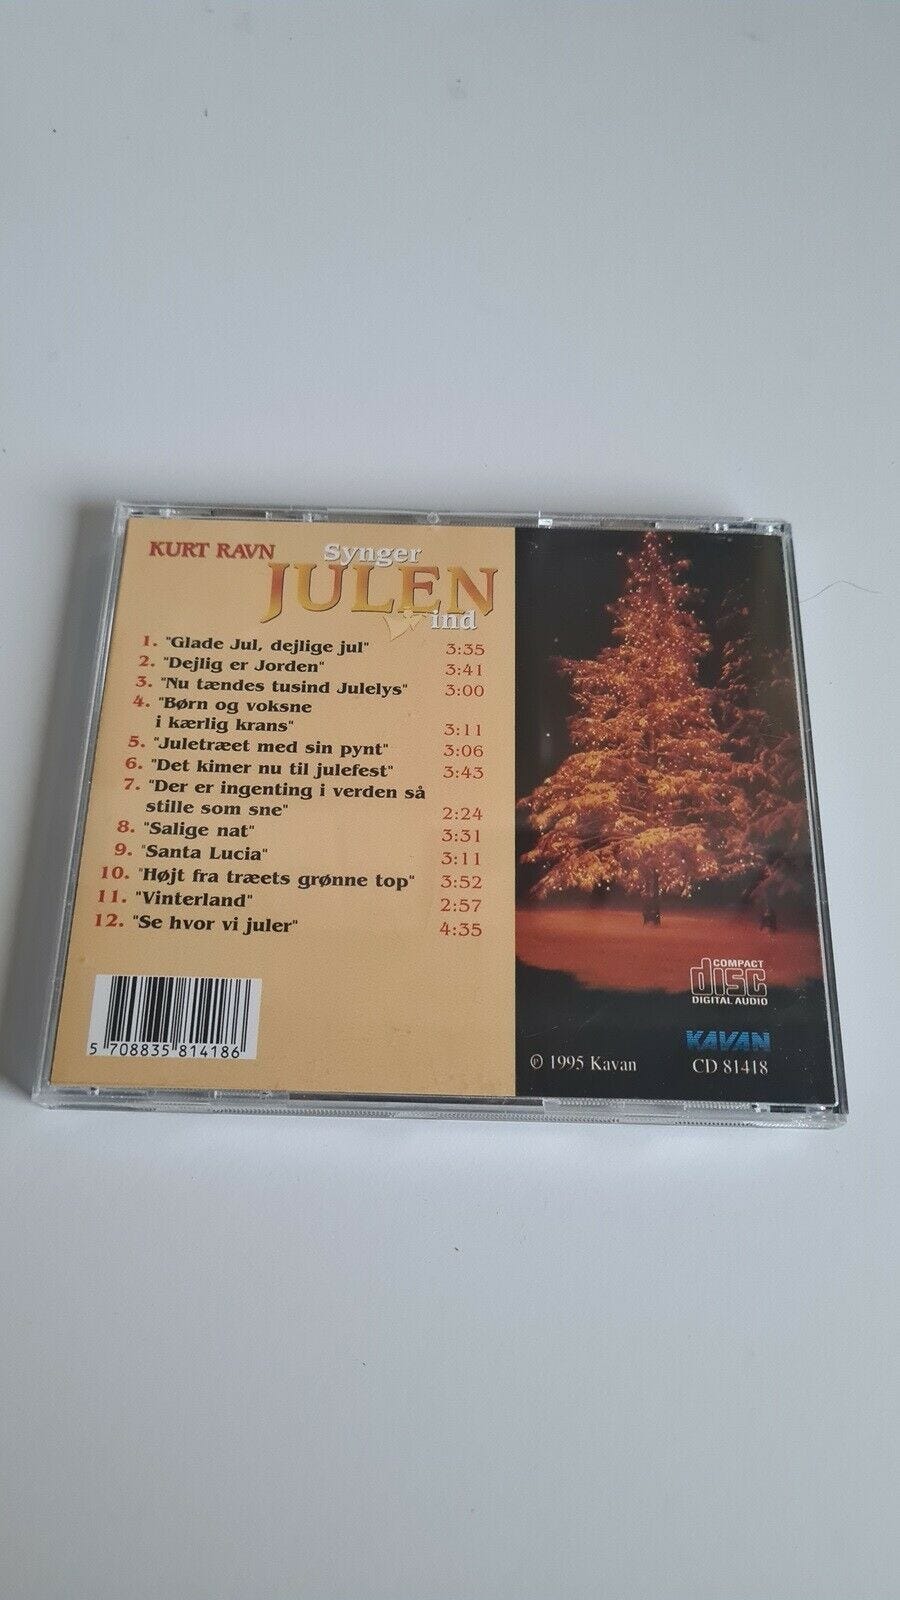 KURT RAVN
Synger
JULEN
ind
1. "Glade Jul, dejlige jul" 3:35
2. "Dejlig er Jorden" 3:41
3. "Nu tændes tusind Julelys" 3:00
4. "Børn og voksne
i kærlig krans" 3:11
5. "Juletræet med sin pynt" 3:06
6. "Det kimer nu til julefest" 3:43
7. "Der er ingenting i verden så
stille som sne" 2:24
8. "Salige nat" 3:31
9. "Santa Lucia" 3:11
10. "Højt fra træets grønne top" 3:52
11. "Vinterland" 2:57
12. "Se hvor vi juler" 4:35
5 708835 814186
COMPACT
disc
DIGITAL AUDIO
KAVAN
℗ 1995 Kavan
CD 81418